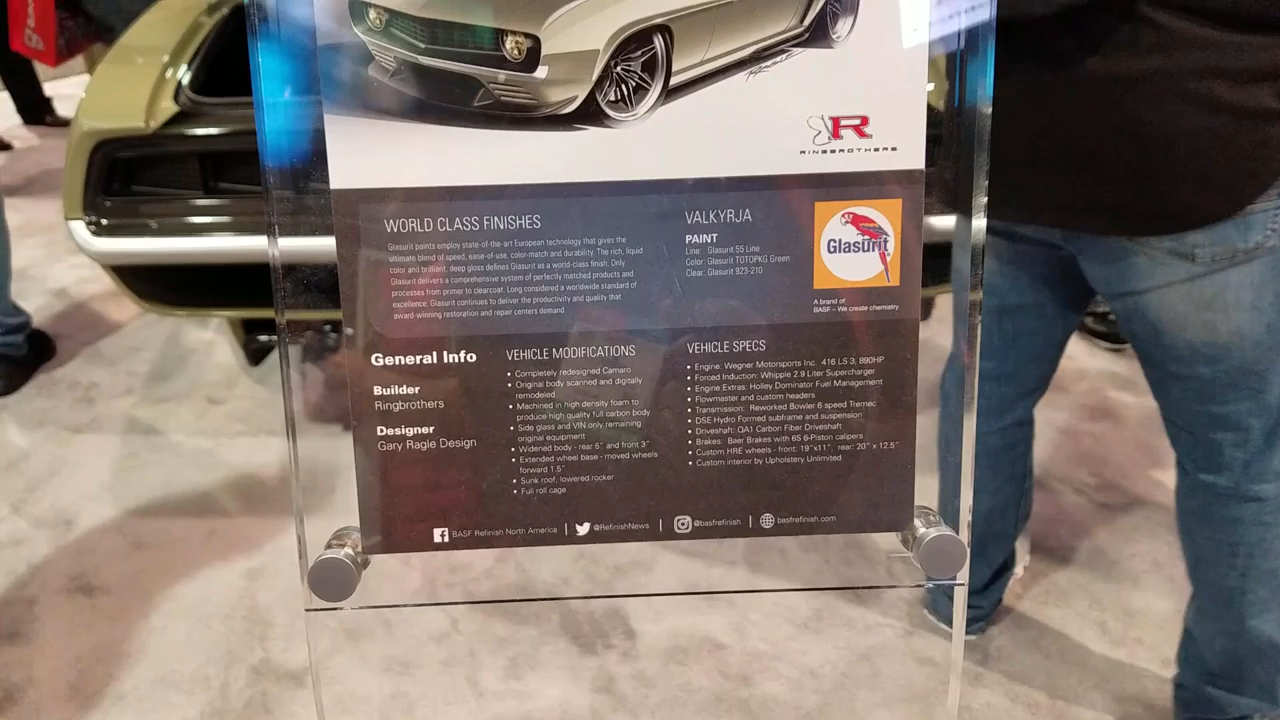 RINGBROTHERS
WORLD CLASS FINISHES
Glasurit paints employ state-of-the-art European technology that gives the
ultimate blend of speed, ease-of-use, color-match and durability. The rich, liquid
color and brilliant, deep gloss defines Glasurit as a world-class finish. Only
Glasurit delivers a comprehensive system of perfectly matched products and
processes from primer to clearcoat. Long considered a worldwide standard of
excellence, Glasurit continues to deliver the productivity and quality that
award-winning restoration and repair centers demand.
VALKYRJA
PAINT
Line: Glasurit 55 Line
Color: Glasurit TOTOPKG Green
Clear: Glasurit 923-210
Glasurit
A brand of
BASF – We create chemistry
General Info
Builder
Ringbrothers
Designer
Gary Ragle Design
VEHICLE MODIFICATIONS
• Completely redesigned Camaro
• Original body scanned and digitally
remodeled
• Machined in high density foam to
produce high quality full carbon body
• Side glass and VIN only remaining
original equipment
• Widened body - rear 5" and front 3"
• Extended wheel base - moved wheels
forward 1.5"
• Sunk roof, lowered rocker
• Full roll cage
VEHICLE SPECS
• Engine: Wegner Motorsports Inc. 416 LS 3, 890HP
• Forced Induction: Whipple 2.9 Liter Supercharger
• Engine Extras: Holley Dominator Fuel Management
• Flowmaster and custom headers
• Transmission: Reworked Bowler 6 speed Tremec
• DSE Hydro Formed subframe and suspension
• Driveshaft: QA1 Carbon Fiber Driveshaft
• Brakes: Baer Brakes with 6S 6-Piston calipers
• Custom HRE wheels - front: 19"x11", rear: 20" x 12.5"
• Custom interior by Upholstery Unlimited
BASF Refinish North America | @RefinishNews | @basfrefinish | basfrefinish.com